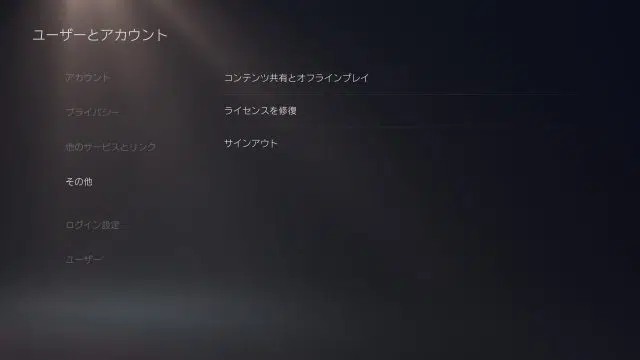 ユーザーとアカウント
アカウント
プライバシー
他のサービスとリンク
その他
ログイン設定
ユーザー
コンテンツ共有とオフラインプレイ
ライセンスを修復
サインアウト